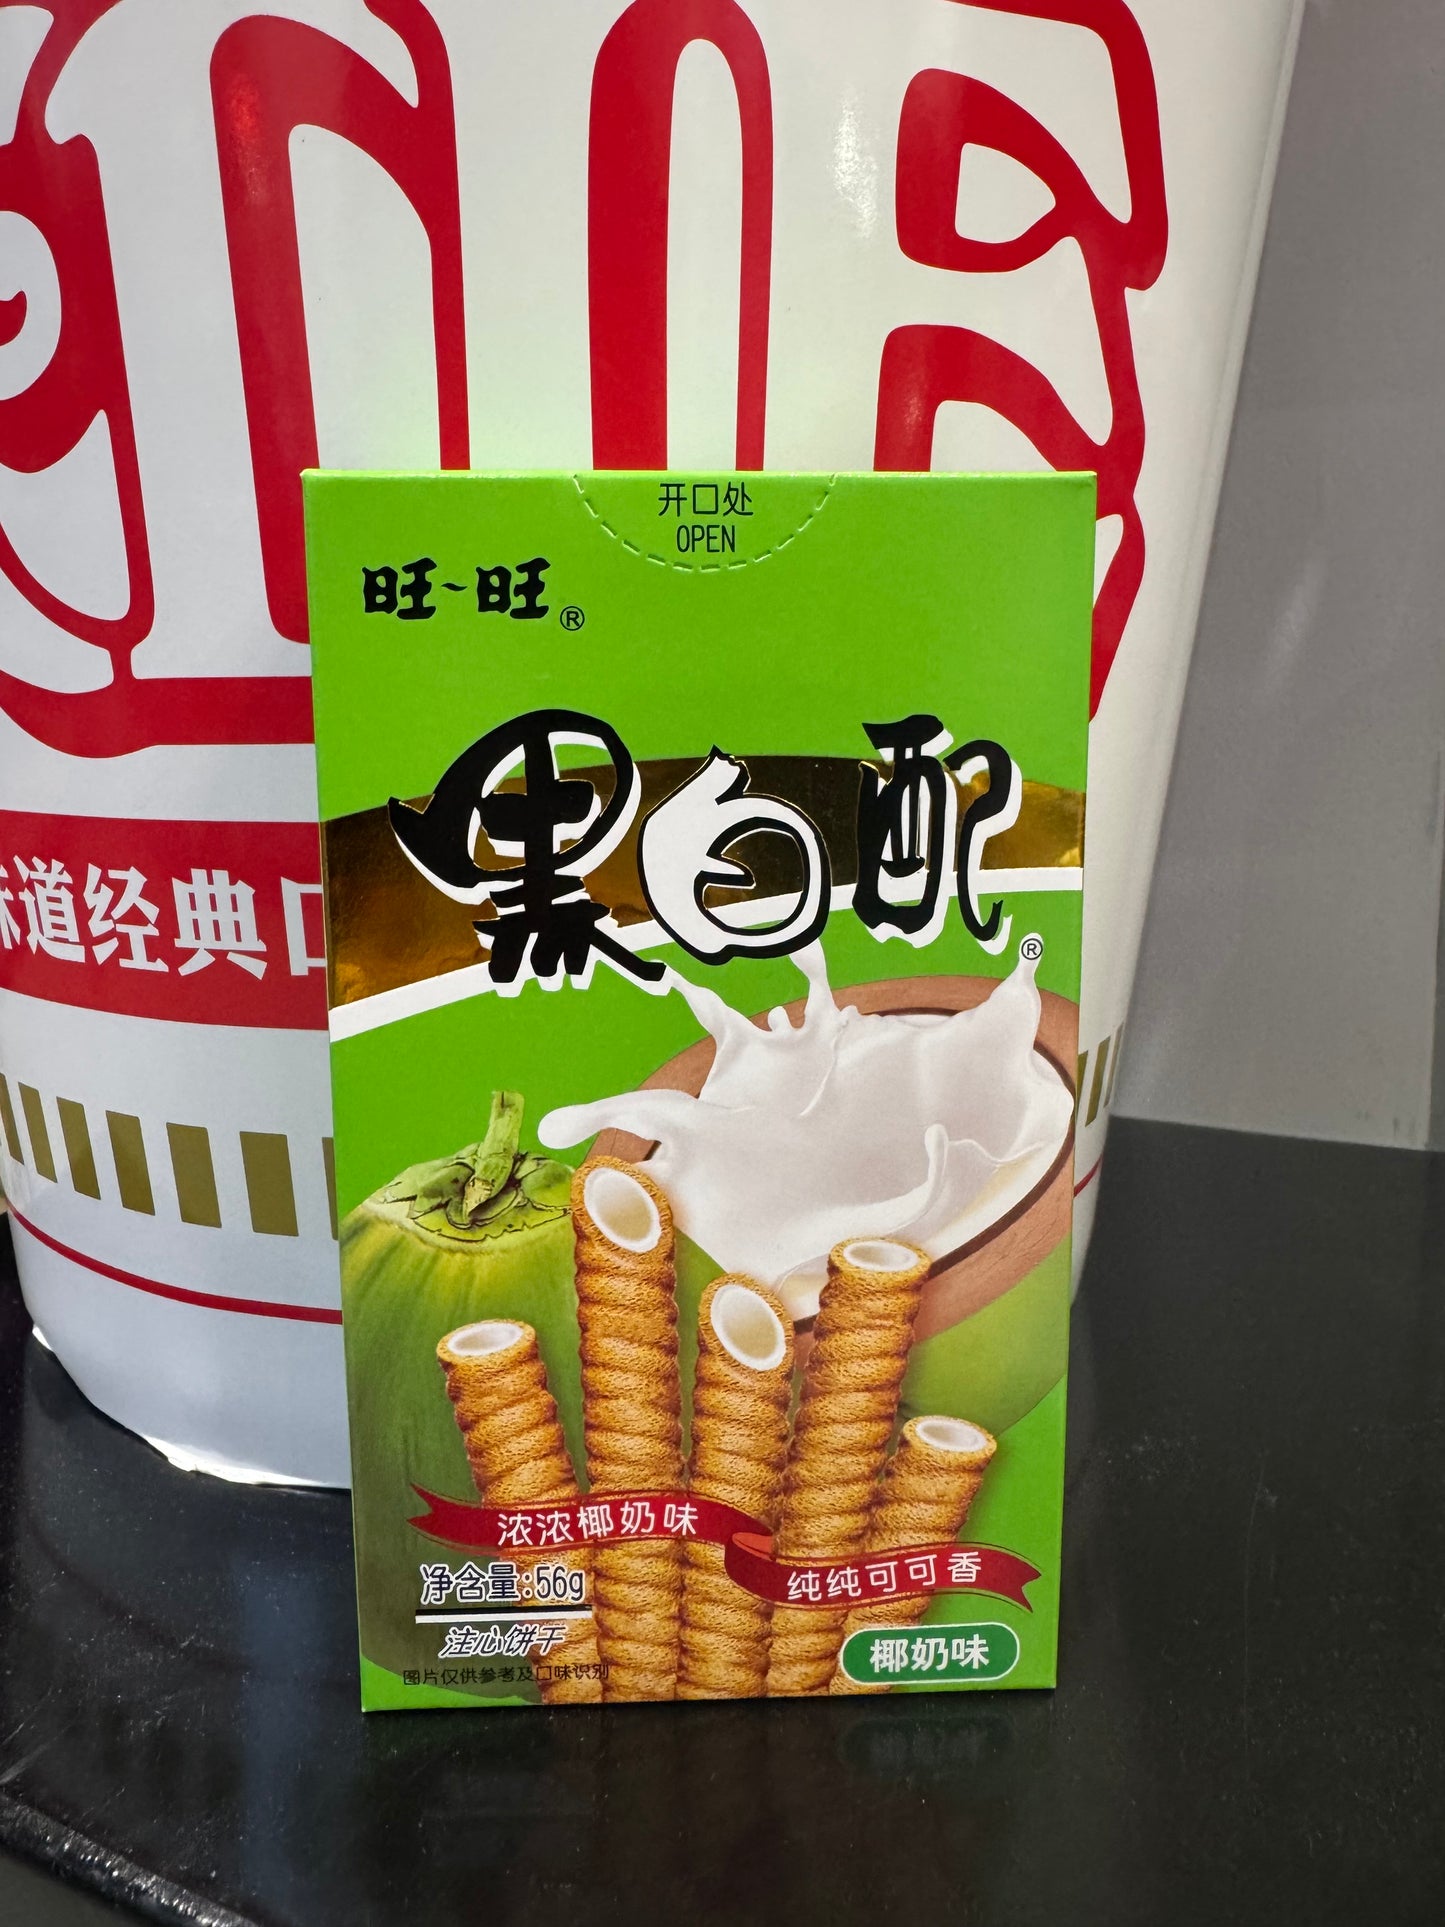 道经典
开口处
OPEN
旺~旺®
黑白配®
浓浓椰奶味
纯纯可可香
净含量:56g
注心饼干
椰奶味
图片仅供参考及口味识别